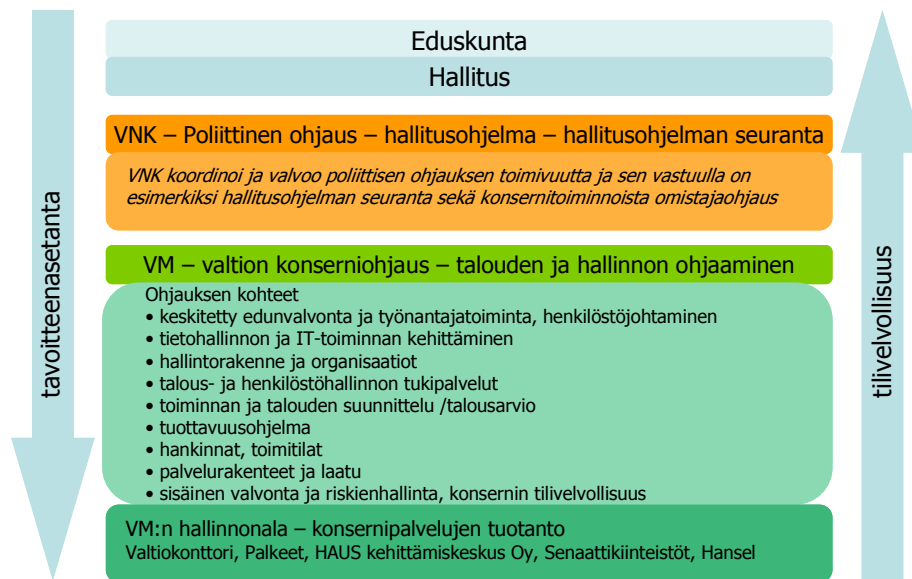 Eduskunta
Hallitus
VNK – Poliittinen ohjaus – hallitusohjelma – hallitusohjelman seuranta
VNK koordinoi ja valvoo poliittisen ohjauksen toimivuutta ja sen vastuulla on
esimerkiksi hallitusohjelman seuranta sekä konsernitoiminnoista omistajaohjaus
VM – valtion konserniohjaus – talouden ja hallinnon ohjaaminen
Ohjauksen kohteet
• keskitetty edunvalvonta ja työnantajatoiminta, henkilöstöjohtaminen
• tietohallinnon ja IT-toiminnan kehittäminen
• hallintorakenne ja organisaatiot
• talous- ja henkilöstöhallinnon tukipalvelut
• toiminnan ja talouden suunnittelu /talousarvio
• tuottavuusohjelma
• hankinnat, toimitilat
• palvelurakenteet ja laatu
• sisäinen valvonta ja riskienhallinta, konsernin tilivelvollisuus
VM:n hallinnonala – konsernipalvelujen tuotanto
Valtiokonttori, Palkeet, HAUS kehittämiskeskus Oy, Senaattikiinteistöt, Hansel
tavoitteenasetanta
tilivelvollisuus